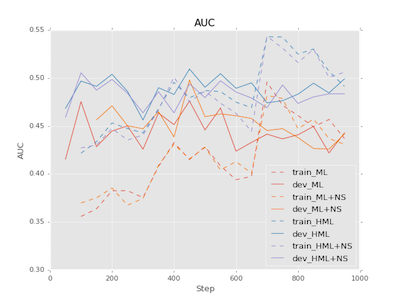 AUC
0.55
0.50
0.45
0.40
0.35
0.30
AUC
0
200
400
600
800
1000
Step
train_ML
dev_ML
train_ML+NS
dev_ML+NS
train_HML
dev_HML
train_HML+NS
dev_HML+NS